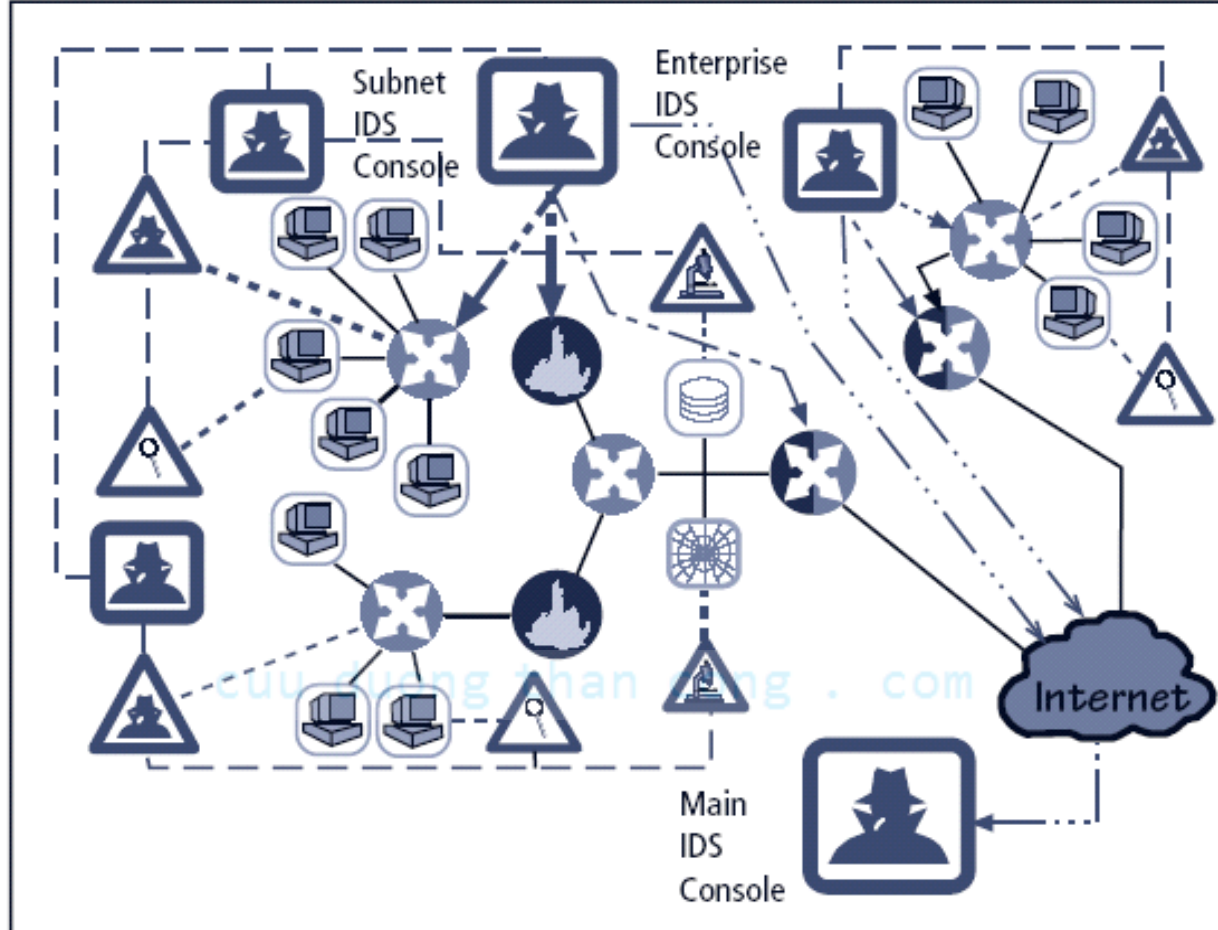 Subnet
IDS
Console
Enterprise
IDS
Console
cuu duong than cong . com
Internet
Main
IDS
Console